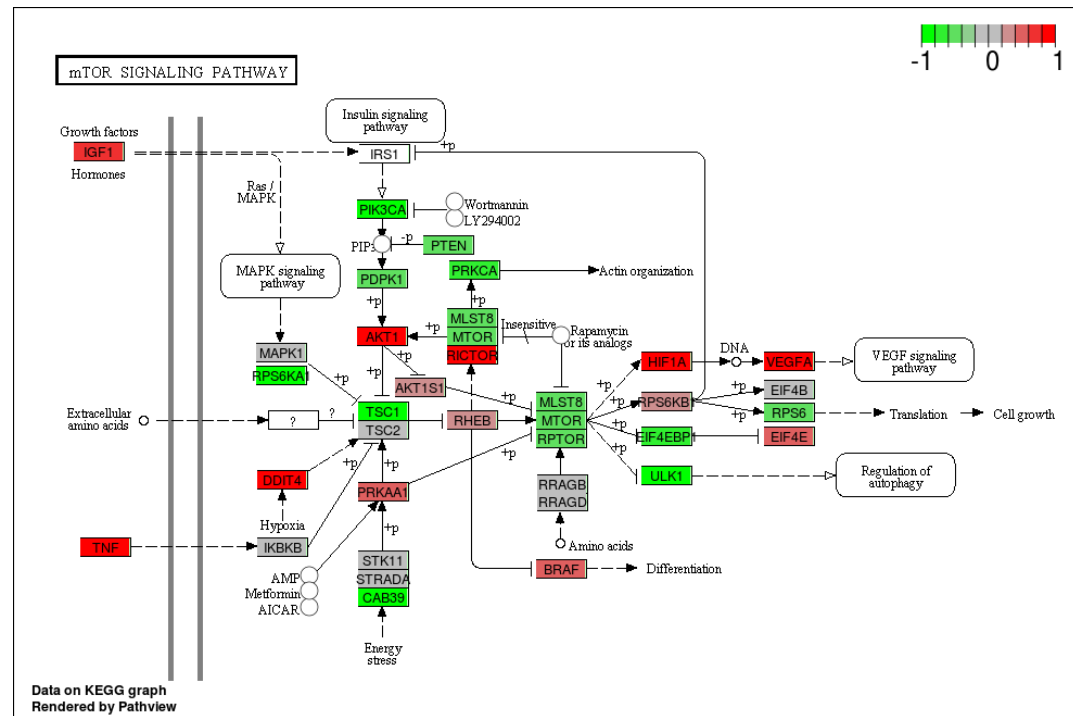 -1 0 1
mTOR SIGNALING PATHWAY
Insulin signaling
pathway
Growth factors
IGF1
Hormones
IRS1
+p
Ras /
MAPK
PIK3CA
Wortmannin
LY294002
PIP3
-p
PTEN
MAPK signaling
pathway
PDPK1
PRKCA
Actin organization
+p
+p
MLST8
MTOR
RICTOR
+p
Insensitive
Rapamycin
or its analogs
AKT1
MAPK1
RPS6KA1
+p
+p
+p
AKT1S1
HIF1A
DNA
VEGFA
VEGF signaling
pathway
+p
RPS6KB1
+p
EIF4B
Extracellular
amino acids
?
?
TSC1
TSC2
RHEB
MLST8
MTOR
RPTOR
+p
RPS6
Translation
Cell growth
+p
EIF4EBP1
EIF4E
DDIT4
+p
+p
PRKAA1
+p
+p
ULK1
Regulation of
autophagy
RRAGB
RRAGD
Hypoxia
TNF
IKBKB
+p
Amino acids
AMP
Metformin
AICAR
STK11
STRADA
CAB39
BRAF
Differentiation
Energy
stress
Data on KEGG graph
Rendered by Pathview